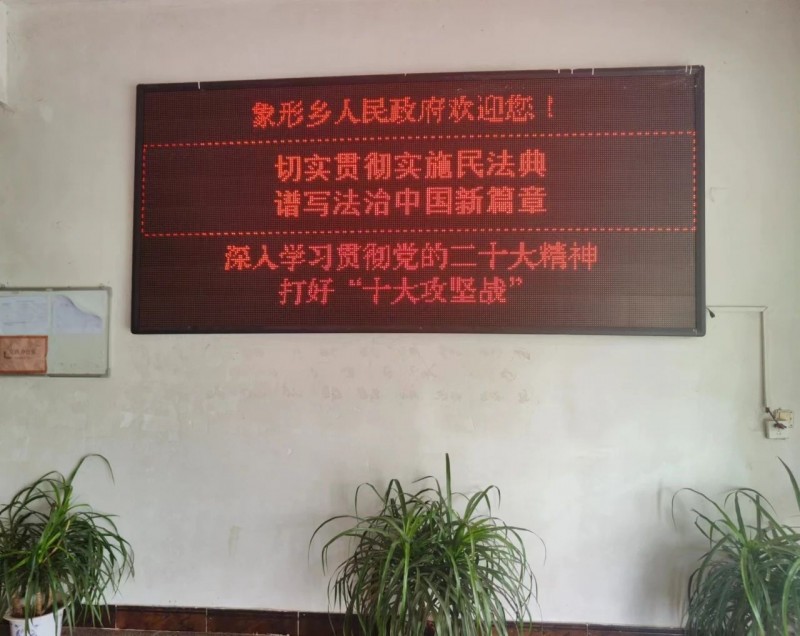 象形乡人民政府欢迎您！
切实贯彻实施民法典
谱写法治中国新篇章
深入学习贯彻党的二十大精神
打好“十大攻坚战”